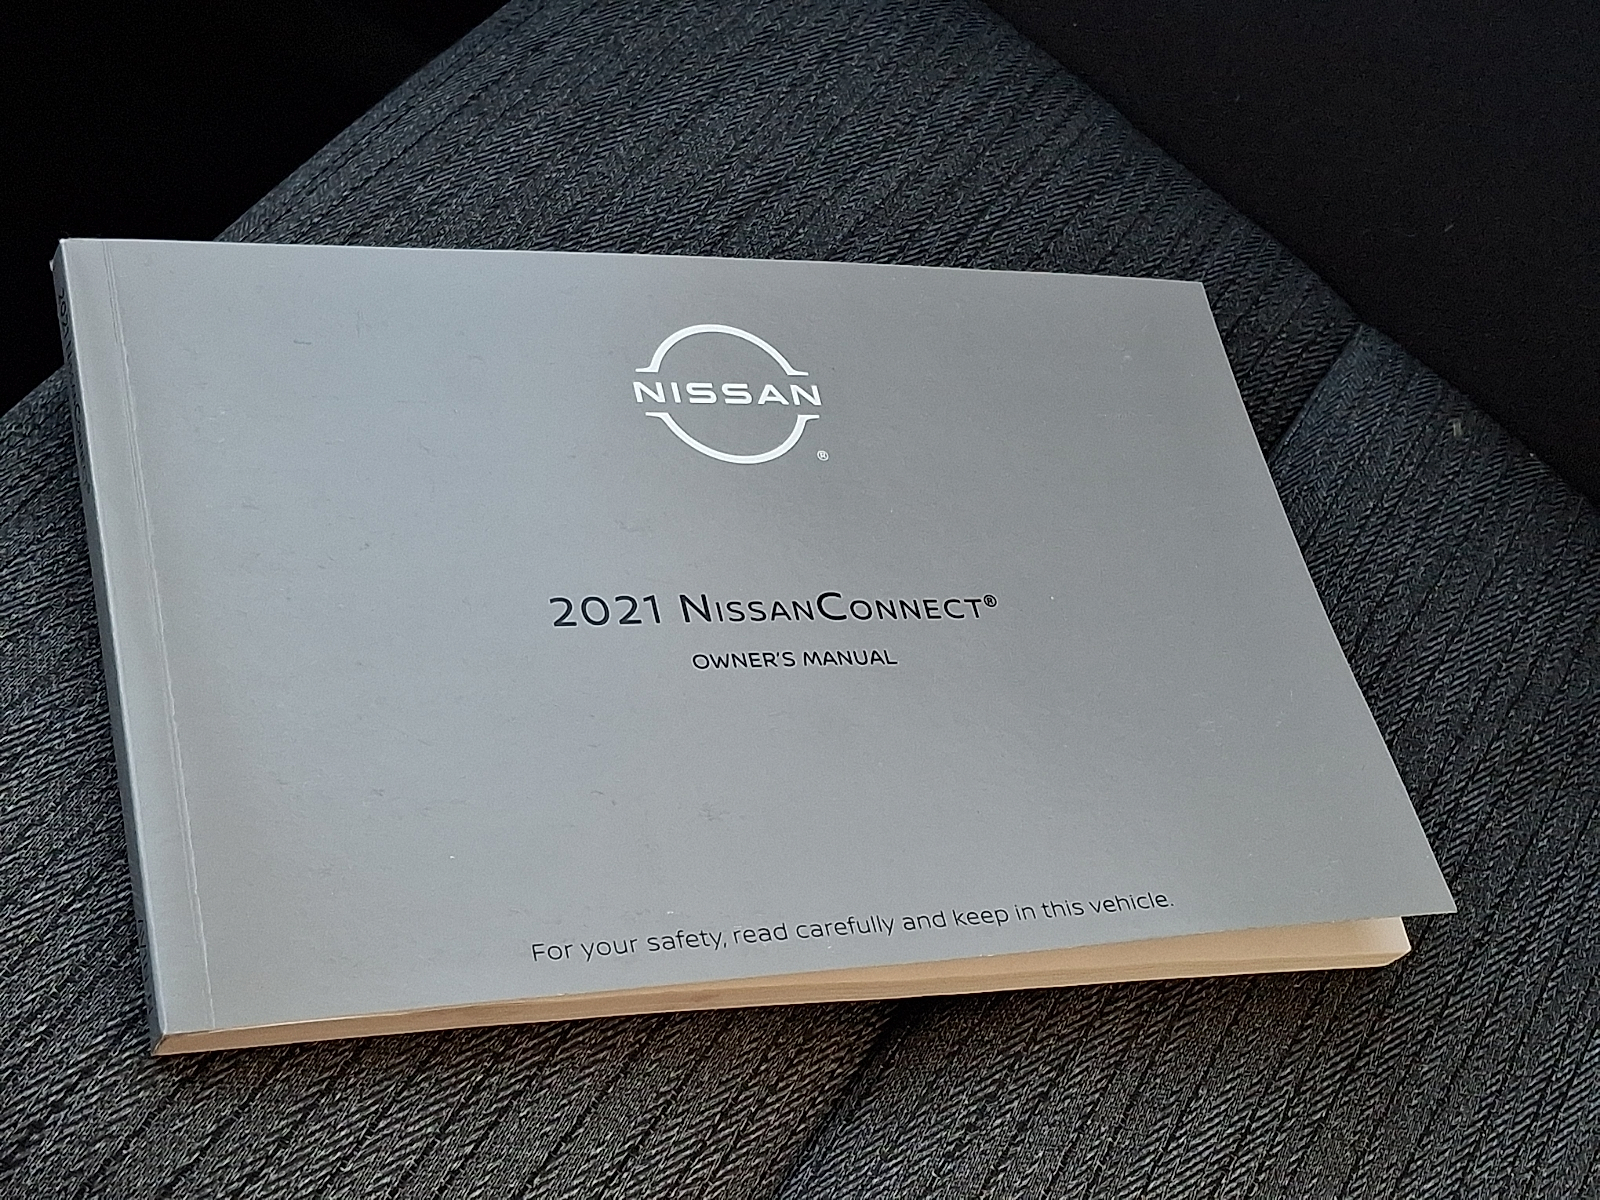 NISSAN
®
2021 NISSANCONNECT®
OWNER'S MANUAL
For your safety, read carefully and keep in this vehicle.